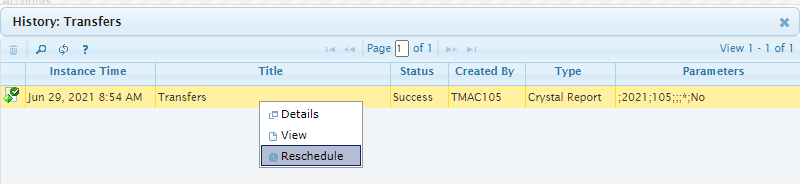 History: Transfers
? Page 1 of 1 View 1 - 1 of 1
Instance Time Title Status Created By Type Parameters
Jun 29, 2021 8:54 AM Transfers Success TMAC105 Crystal Report ;2021;105;;;*;No
Details
View
Reschedule